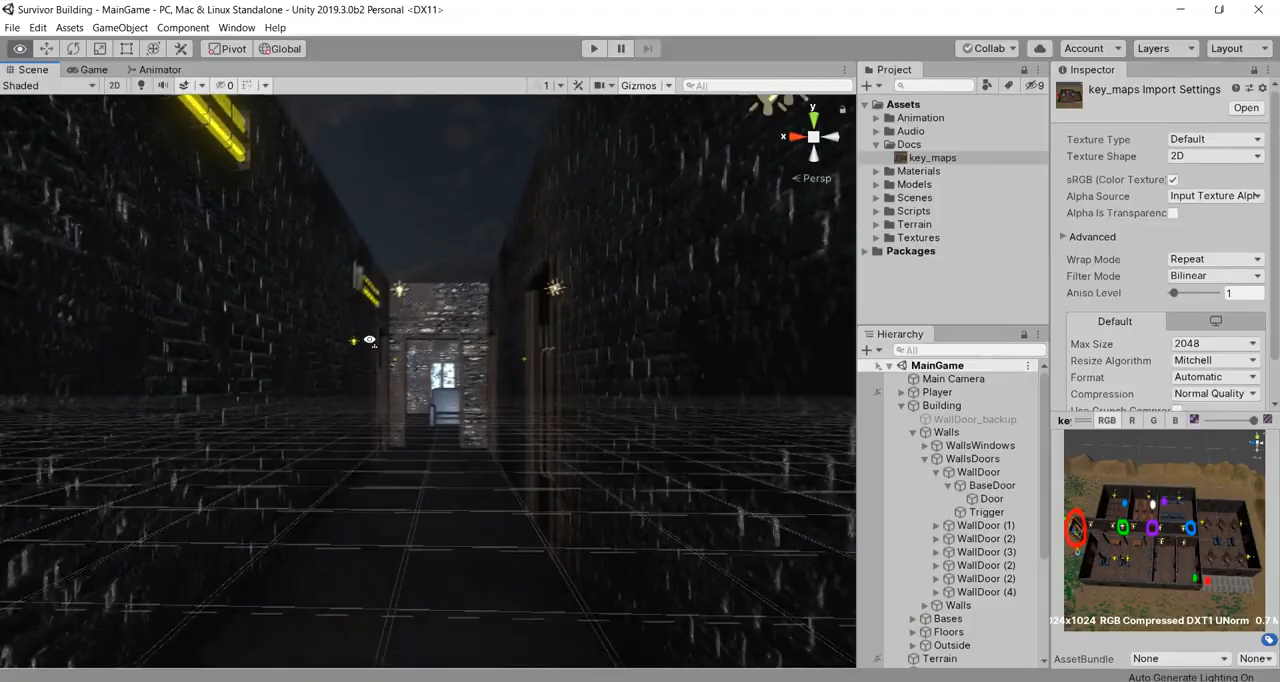 Survivor Building - MainGame - PC, Mac & Linux Standalone - Unity 2019.3.0b2 Personal <DX11>
File Edit Assets GameObject Component Window Help
Pivot Global Collab Account Layers Layout
Scene Game Animator
Shaded 2D 0 1 Gizmos All
y
x
Persp
Project
9
Assets
Animation
Audio
Docs
key_maps
Materials
Models
Scenes
Scripts
Terrain
Textures
Packages
Hierarchy
All
MainGame
Main Camera
Player
Building
WallDoor_backup
Walls
WallsWindows
WallsDoors
WallDoor
BaseDoor
Door
Trigger
WallDoor (1)
WallDoor (2)
WallDoor (3)
WallDoor (2)
WallDoor (2)
WallDoor (4)
Walls
Bases
Floors
Outside
Terrain
Inspector
key_maps Import Settings
Open
Texture Type Default
Texture Shape 2D
sRGB (Color Texture)
Alpha Source Input Texture Alph
Alpha Is Transparenc
Advanced
Wrap Mode Repeat
Filter Mode Bilinear
Aniso Level 1
Default
Max Size 2048
Resize Algorithm Mitchell
Format Automatic
Compression Normal Quality
key RGB R G B
024x1024 RGB Compressed DXT1 UNorm 0.7 M
AssetBundle None None
Auto Generate Lighting On